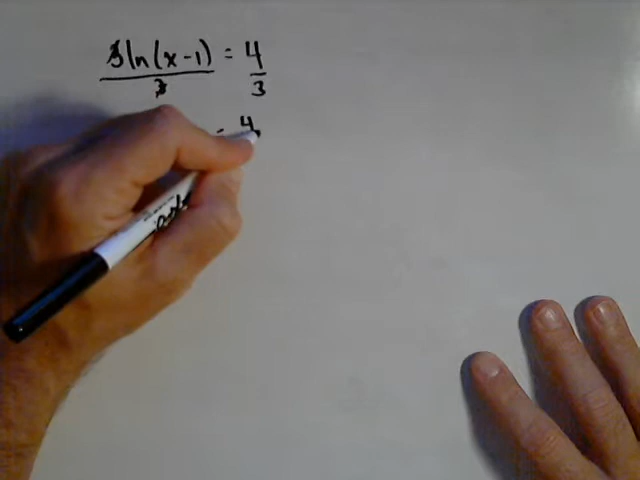 3ln(x-1) = 4
3 3
= 4